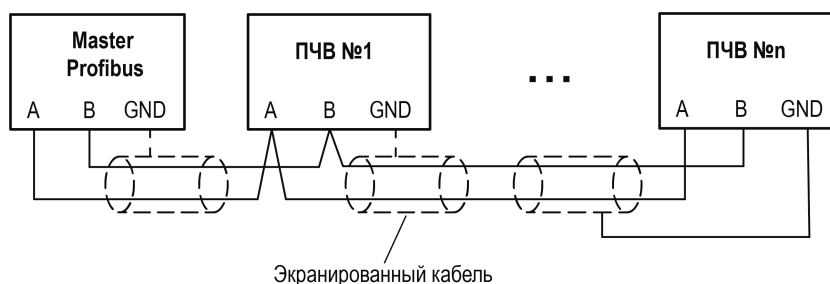 Master
Profibus
A B GND
ПЧВ №1
A B GND
...
ПЧВ №n
A B GND
Экранированный кабель